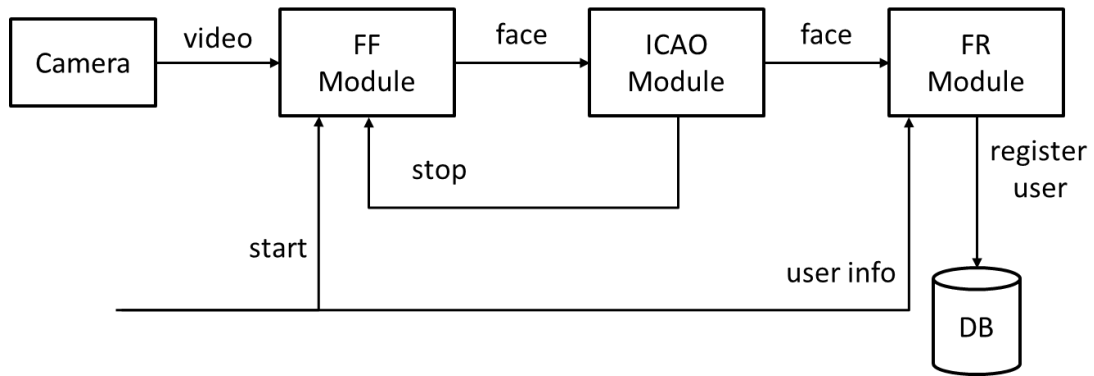 Camera
video
FF
Module
face
ICAO
Module
face
FR
Module
stop
register
user
start
user info
DB